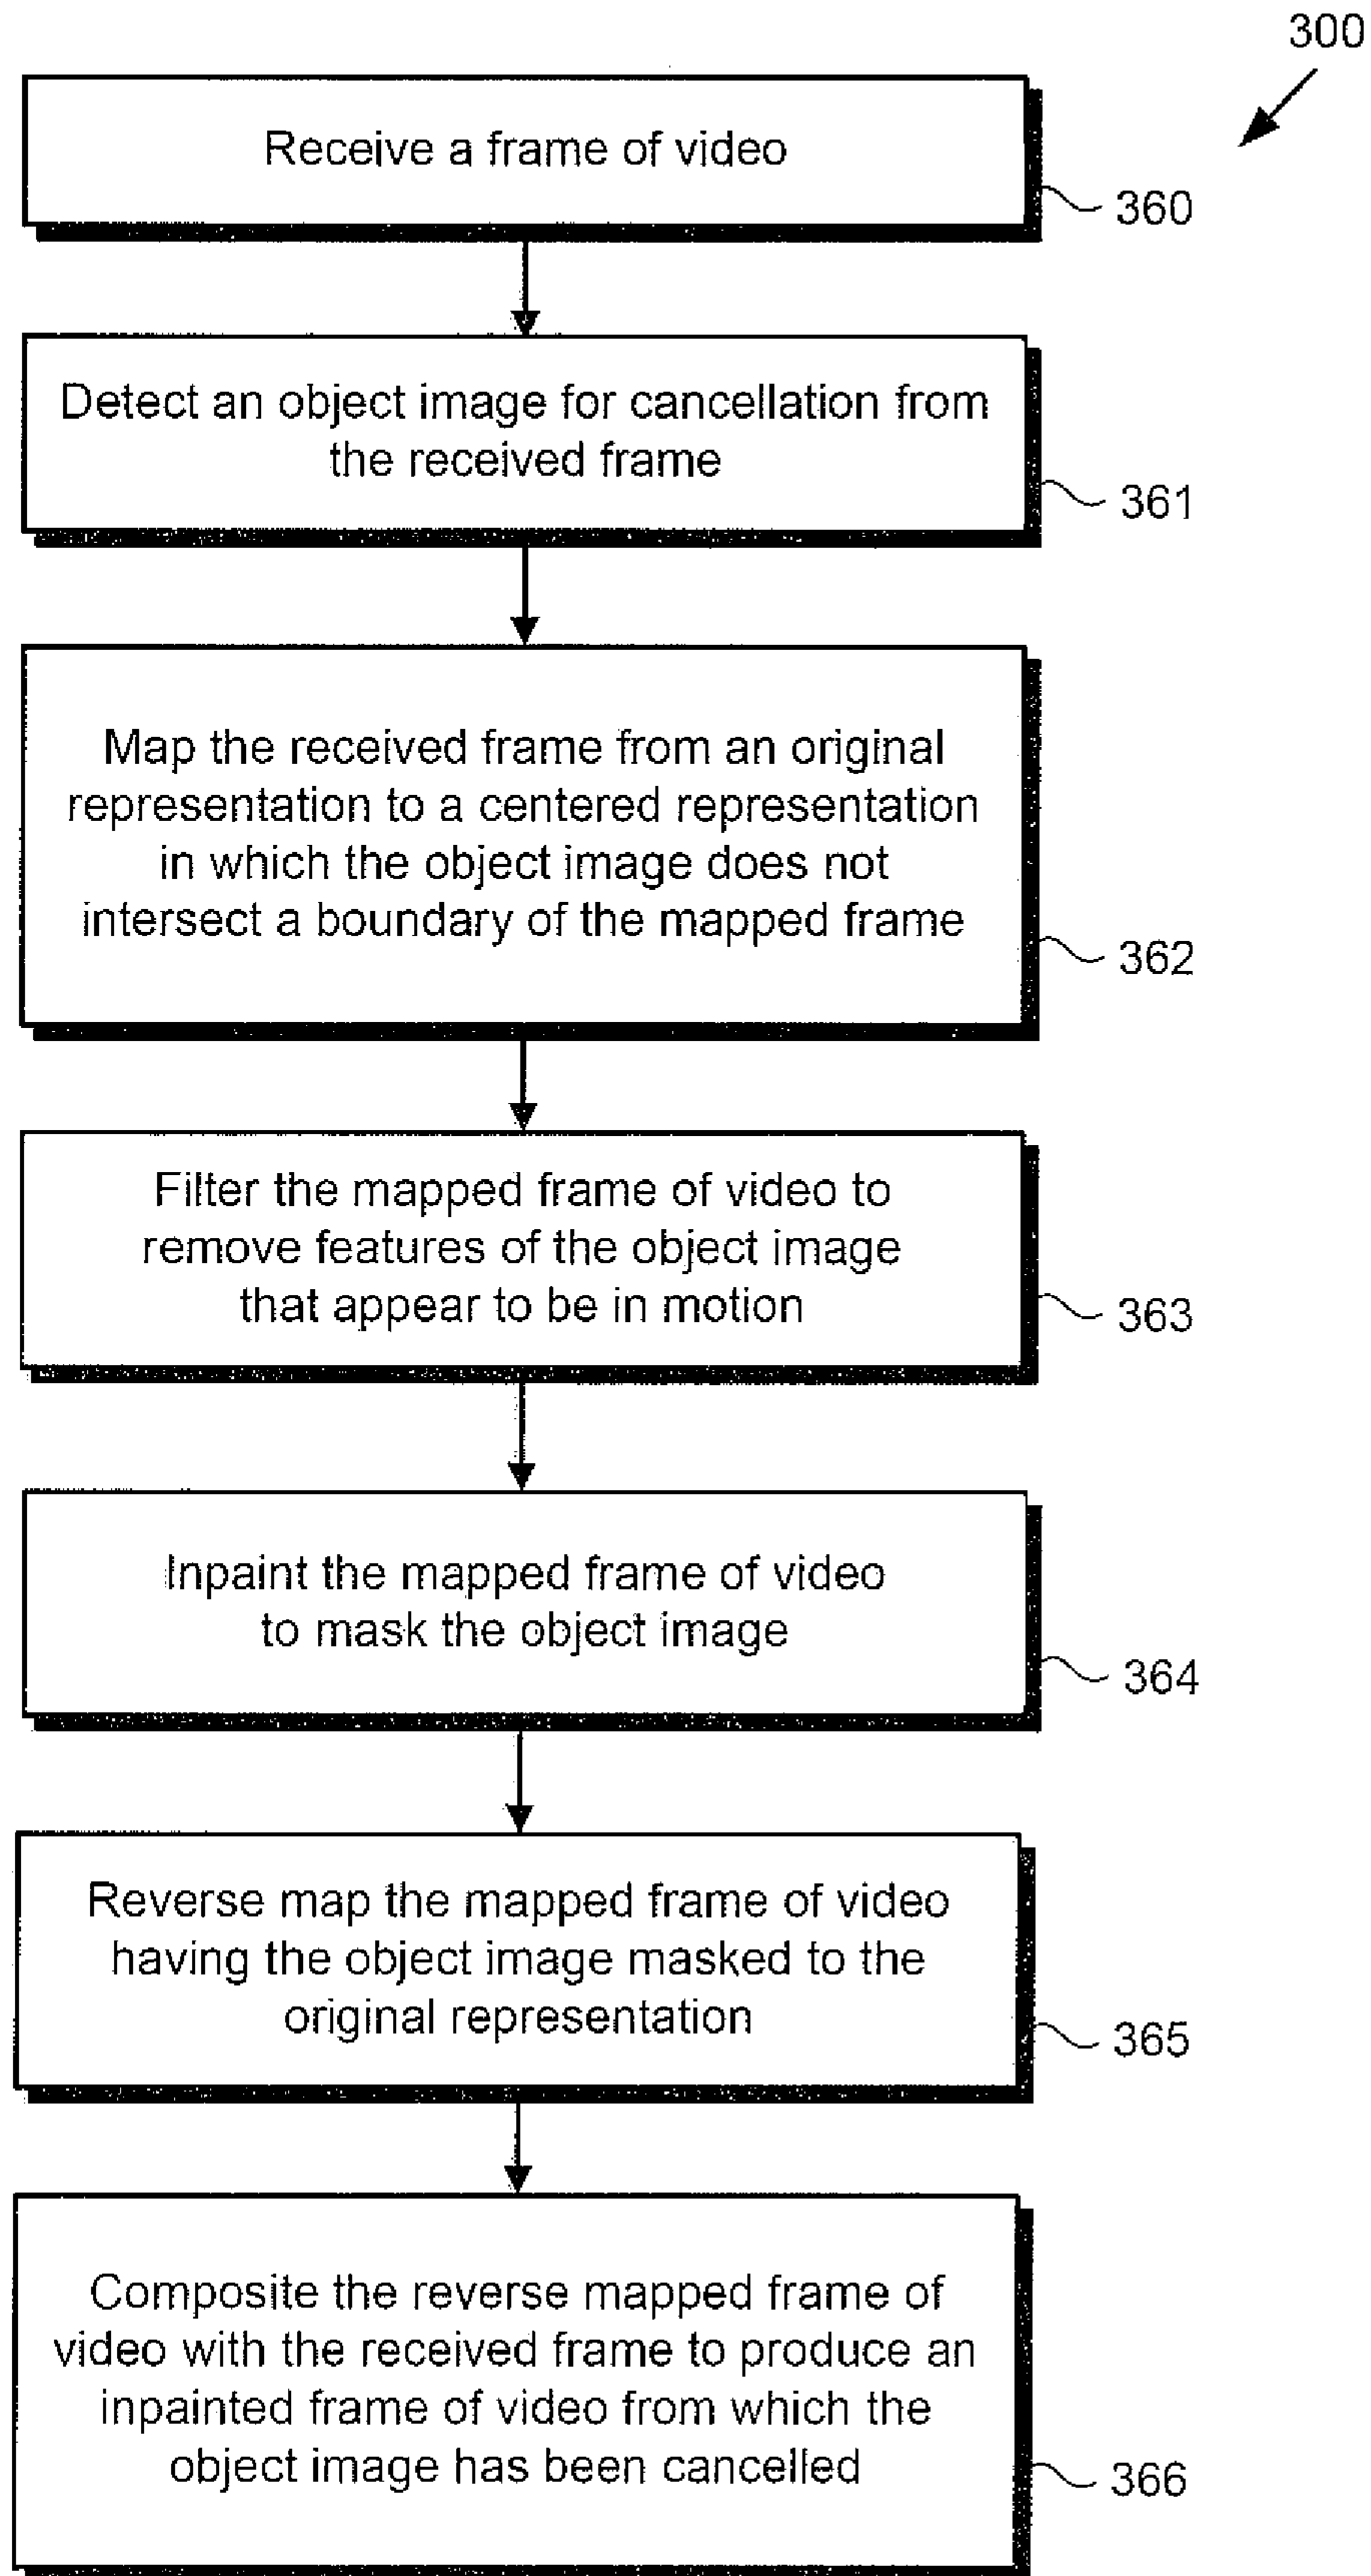 300
Receive a frame of video
360
Detect an object image for cancellation from
the received frame
361
Map the received frame from an original
representation to a centered representation
in which the object image does not
intersect a boundary of the mapped frame
362
Filter the mapped frame of video to
remove features of the object image
that appear to be in motion
363
Inpaint the mapped frame of video
to mask the object image
364
Reverse map the mapped frame of video
having the object image masked to the
original representation
365
Composite the reverse mapped frame of
video with the received frame to produce an
inpainted frame of video from which the
object image has been cancelled
366